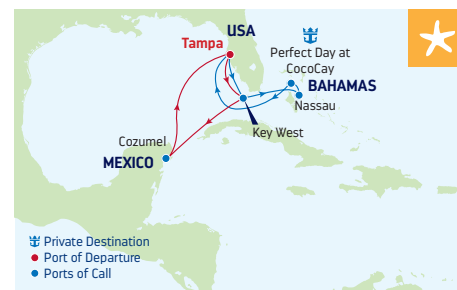 USA
Tampa
Perfect Day at
CocoCay
BAHAMAS
Nassau
Key West
Cozumel
MEXICO
Private Destination
Port of Departure
Ports of Call